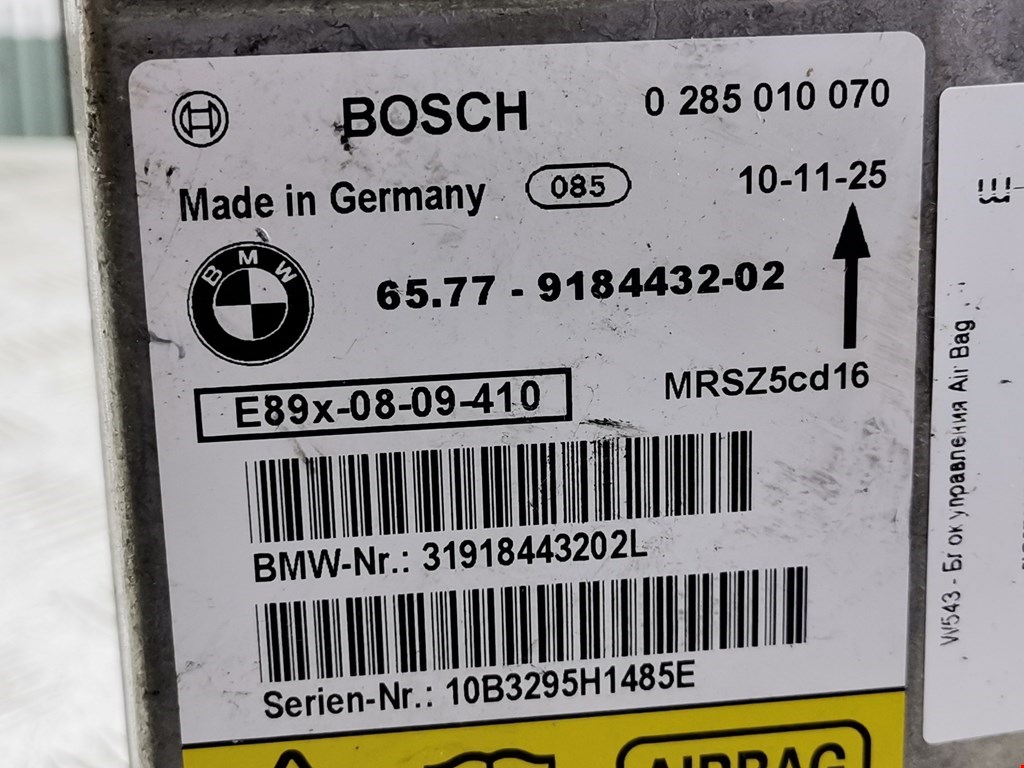 BOSCH 0 285 010 070
Made in Germany 085 10-11-25
BMW
65.77 - 9184432-02
MRSZ5cd16
E89x-08-09-410
BMW-Nr.: 31918443202L
Serien-Nr.: 10B3295H1485E
AIRBAG
W543 - Блок управления Air Bag